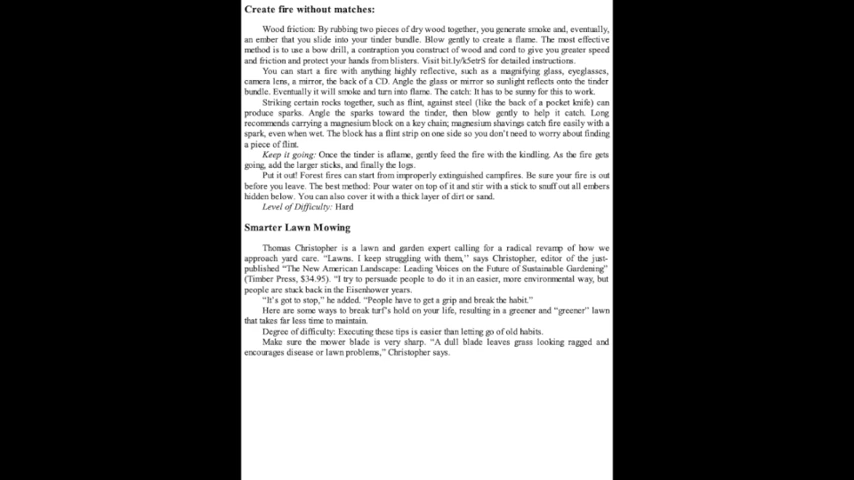 Create fire without matches:
Wood friction: By rubbing two pieces of dry wood together, you generate smoke and, eventually,
an ember that you slide into your tinder bundle. Blow gently to create a flame. The most effective
method is to use a bow drill, a contraption you construct of wood and cord to give you greater speed
and friction and protect your hands from blisters. Visit bit.ly/k5etrS for detailed instructions.
You can start a fire with anything highly reflective, such as a magnifying glass, eyeglasses,
camera lens, a mirror, the back of a CD. Angle the glass or mirror so sunlight reflects onto the tinder
bundle. Eventually it will smoke and turn into flame. The catch: It has to be sunny for this to work.
Striking certain rocks together, such as flint, against steel (like the back of a pocket knife) can
produce sparks. Angle the sparks toward the tinder, then blow gently to help it catch. Long
recommends carrying a magnesium block on a key chain; magnesium shavings catch fire easily with a
spark, even when wet. The block has a flint strip on one side so you don't need to worry about finding
a piece of flint.
Keep it going: Once the tinder is aflame, gently feed the fire with the kindling. As the fire gets
going, add the larger sticks, and finally the logs.
Put it out! Forest fires can start from improperly extinguished campfires. Be sure your fire is out
before you leave. The best method: Pour water on top of it and stir with a stick to snuff out all embers
hidden below. You can also cover it with a thick layer of dirt or sand.
Level of Difficulty: Hard
Smarter Lawn Mowing
Thomas Christopher is a lawn and garden expert calling for a radical revamp of how we
approach yard care. "Lawns. I keep struggling with them," says Christopher, editor of the just-
published "The New American Landscape: Leading Voices on the Future of Sustainable Gardening"
(Timber Press, $34.95). "I try to persuade people to do it in an easier, more environmental way, but
people are stuck back in the Eisenhower years.
"It's got to stop," he added. "People have to get a grip and break the habit."
Here are some ways to break turf's hold on your life, resulting in a greener and "greener" lawn
that takes far less time to maintain.
Degree of difficulty: Executing these tips is easier than letting go of old habits.
Make sure the mower blade is very sharp. "A dull blade leaves grass looking ragged and
encourages disease or lawn problems," Christopher says.